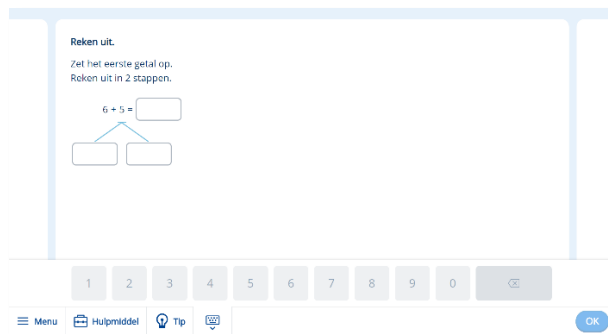 Reken uit.
Zet het eerste getal op.
Reken uit in 2 stappen.
6 + 5 =
1 2 3 4 5 6 7 8 9 0
Menu Hulpmiddel Tip OK